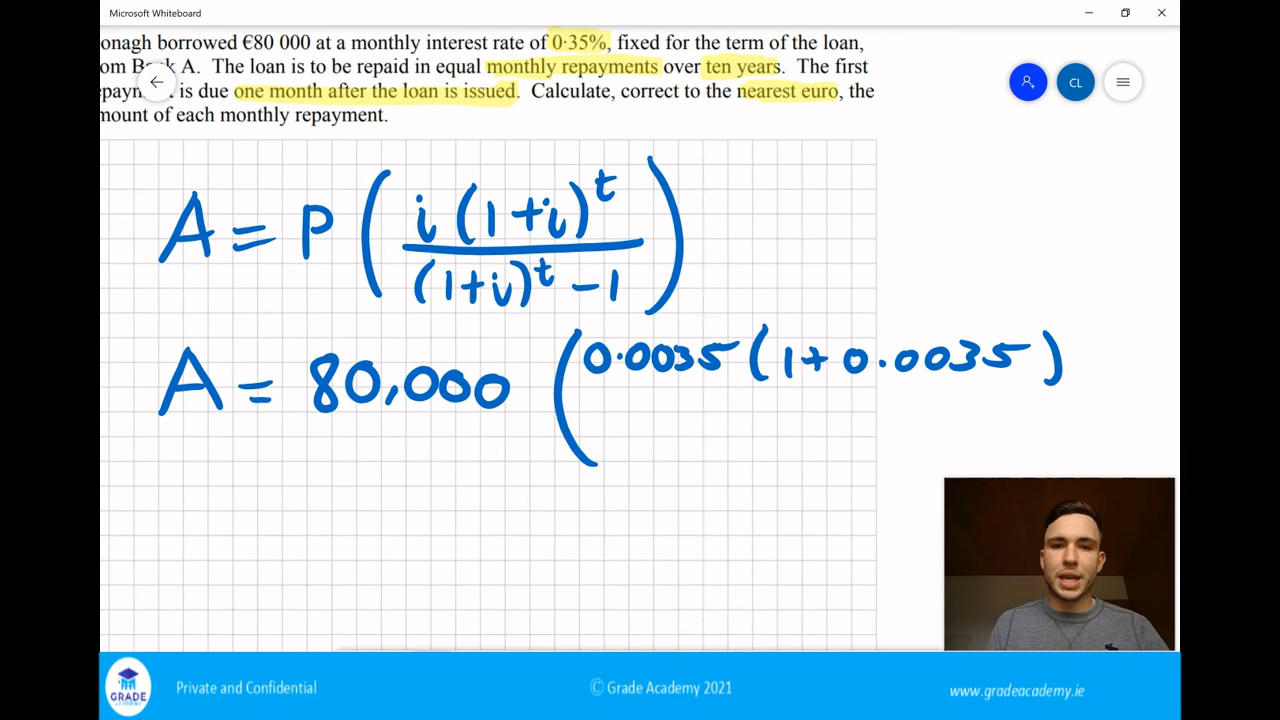 Microsoft Whiteboard
onagh borrowed €80 000 at a monthly interest rate of 0·35%, fixed for the term of the loan,
om Bank A. The loan is to be repaid in equal monthly repayments over ten years. The first
epayment is due one month after the loan is issued. Calculate, correct to the nearest euro, the
mount of each monthly repayment.
CL
A = P ( i (1+i)^t / (1+i)^t - 1 )
A = 80,000 ( 0.0035 (1 + 0.0035 )
GRADE
Private and Confidential
© Grade Academy 2021
www.gradeacademy.ie